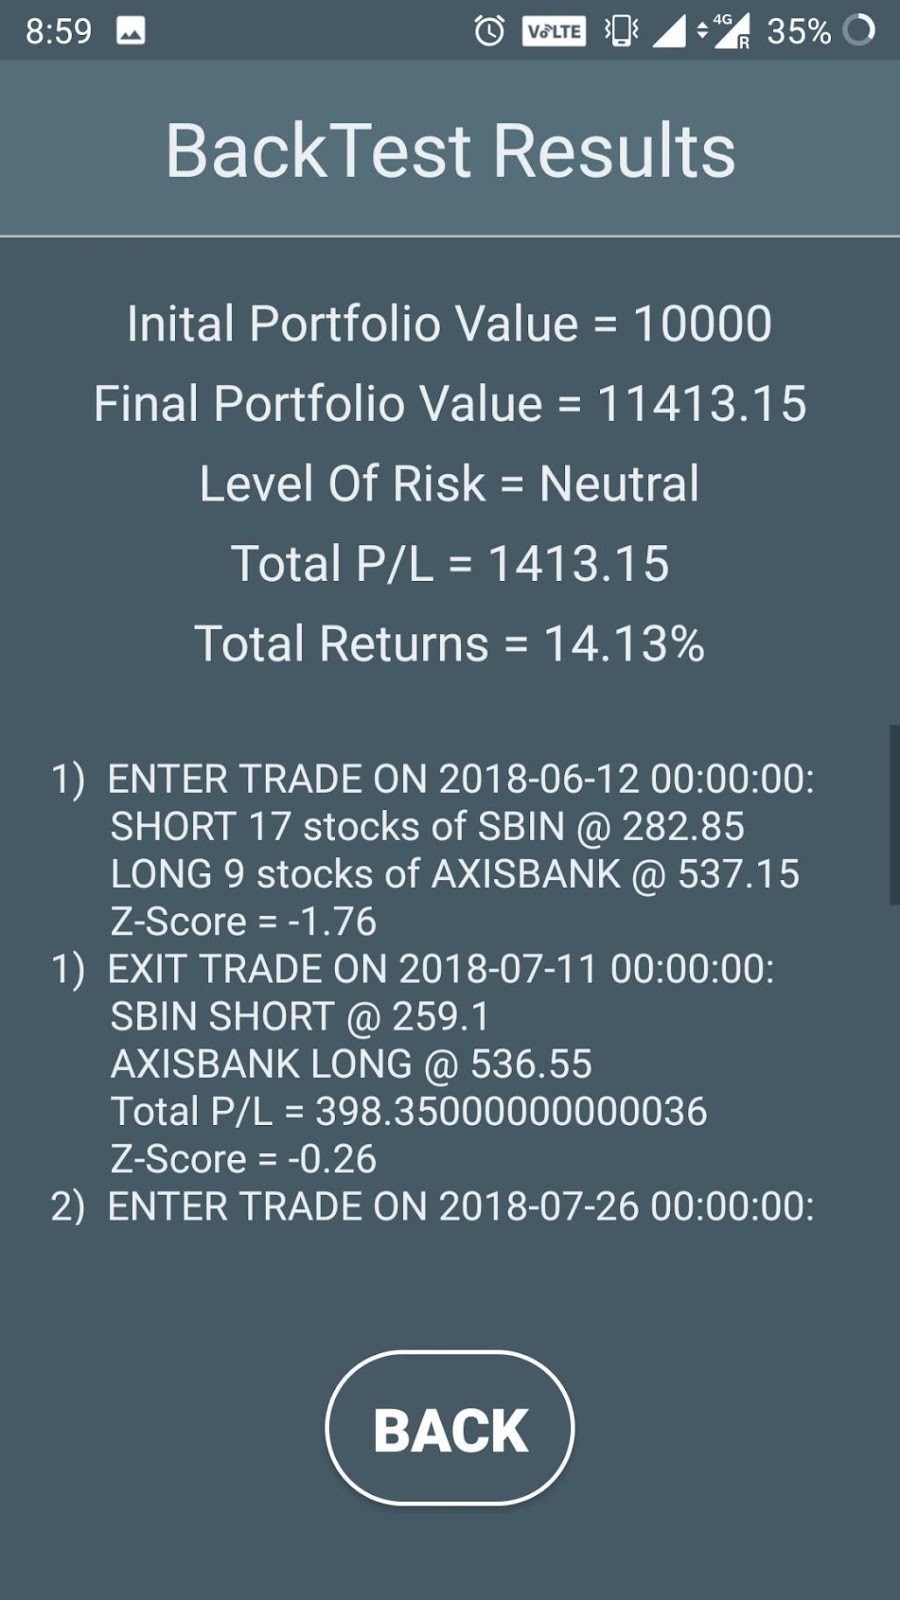 8:59 VoLTE 4G R 35%
BackTest Results
Inital Portfolio Value = 10000
Final Portfolio Value = 11413.15
Level Of Risk = Neutral
Total P/L = 1413.15
Total Returns = 14.13%
1) ENTER TRADE ON 2018-06-12 00:00:00:
SHORT 17 stocks of SBIN @ 282.85
LONG 9 stocks of AXISBANK @ 537.15
Z-Score = -1.76
1) EXIT TRADE ON 2018-07-11 00:00:00:
SBIN SHORT @ 259.1
AXISBANK LONG @ 536.55
Total P/L = 398.35000000000036
Z-Score = -0.26
2) ENTER TRADE ON 2018-07-26 00:00:00:
BACK